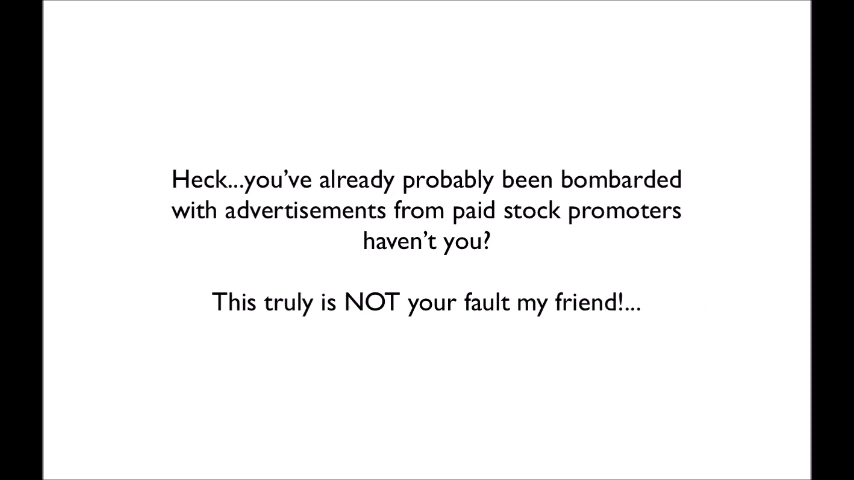 Heck...you've already probably been bombarded
with advertisements from paid stock promoters
haven't you?
This truly is NOT your fault my friend!...